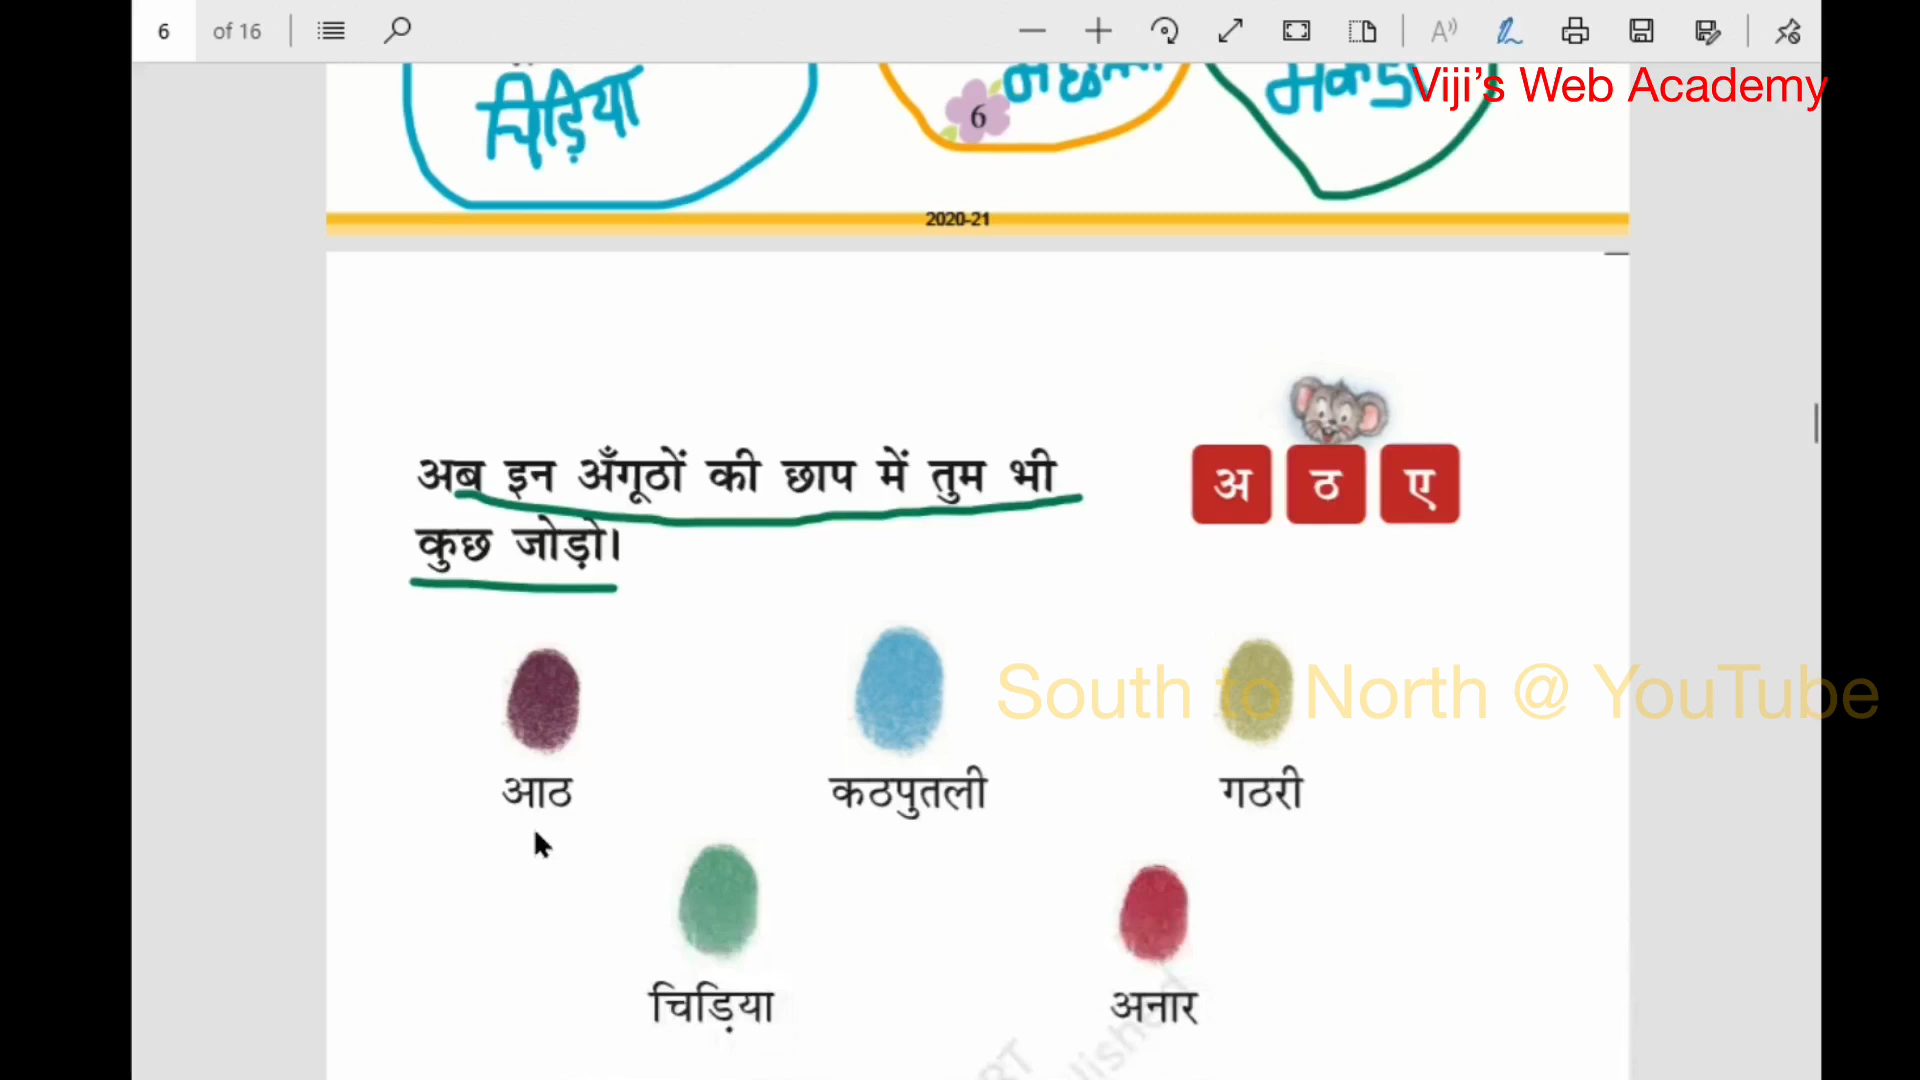 6 of 16
Viji's Web Academy
चिड़िया
6
2020-21
अब इन अँगूठों की छाप में तुम भी
कुछ जोड़ो।
अ ठ ए
South to North @ YouTube
आठ कठपुतली गठरी
चिड़िया अनार